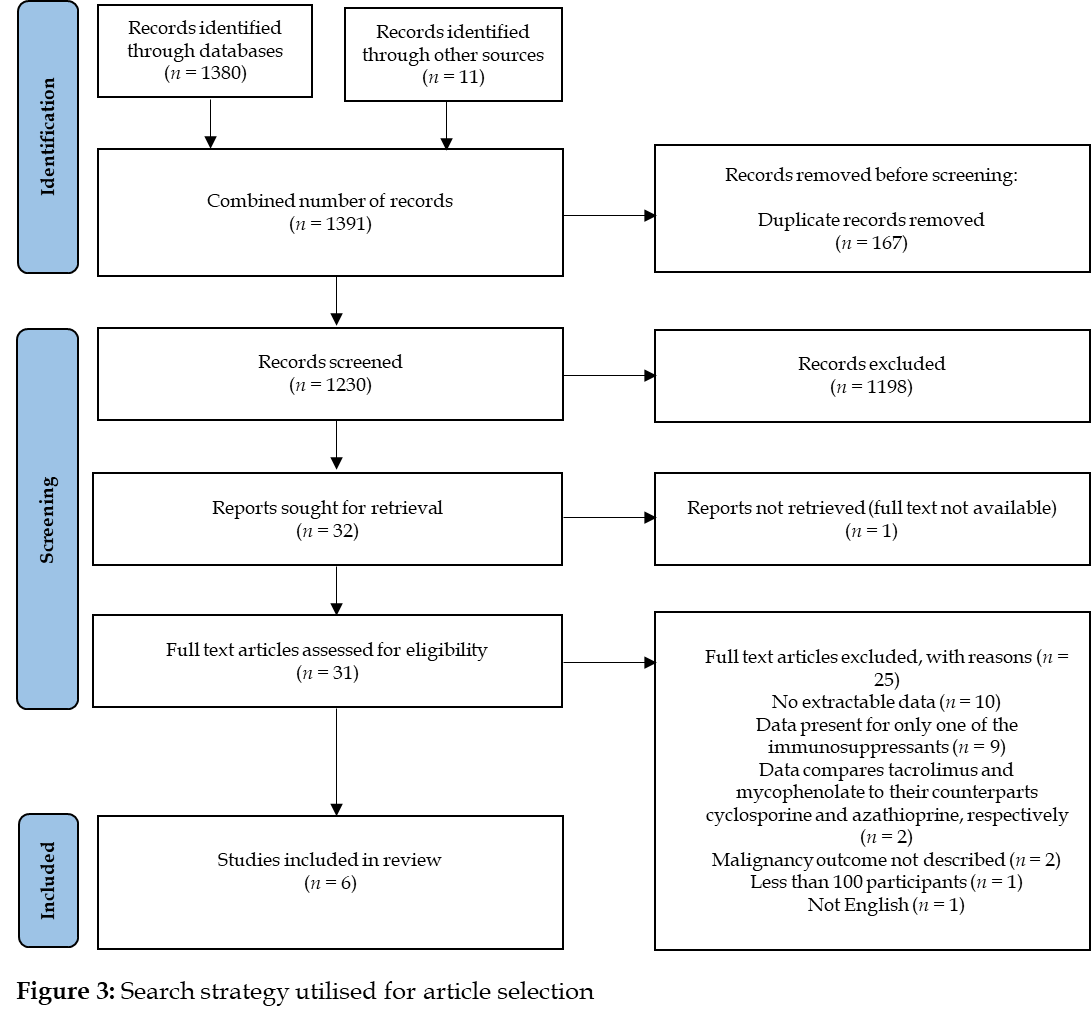 Identification
Records identified
through databases
(n = 1380)
Records identified
through other sources
(n = 11)
Combined number of records
(n = 1391)
Records removed before screening:
Duplicate records removed
(n = 167)
Screening
Records screened
(n = 1230)
Records excluded
(n = 1198)
Reports sought for retrieval
(n = 32)
Reports not retrieved (full text not available)
(n = 1)
Full text articles assessed for eligibility
(n = 31)
Full text articles excluded, with reasons (n =
25)
No extractable data (n = 10)
Data present for only one of the
immunosuppressants (n = 9)
Data compares tacrolimus and
mycophenolate to their counterparts
cyclosporine and azathioprine, respectively
(n = 2)
Malignancy outcome not described (n = 2)
Less than 100 participants (n = 1)
Not English (n = 1)
Included
Studies included in review
(n = 6)
Figure 3: Search strategy utilised for article selection